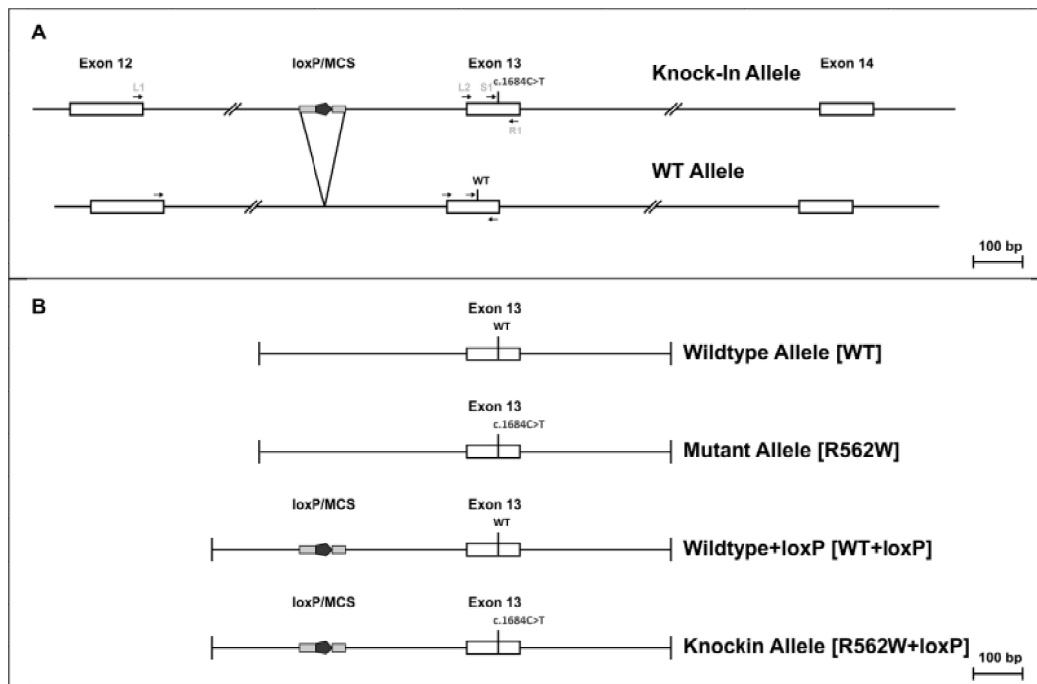 A
Exon 12
loxP/MCS
Exon 13
c.1684C>T
Knock-In Allele
Exon 14
L1
L2
S1
R1
WT Allele
WT
100 bp
B
Exon 13
WT
Wildtype Allele [WT]
Exon 13
c.1684C>T
Mutant Allele [R562W]
loxP/MCS
Exon 13
WT
Wildtype+loxP [WT+loxP]
loxP/MCS
Exon 13
c.1684C>T
Knockin Allele [R562W+loxP]
100 bp